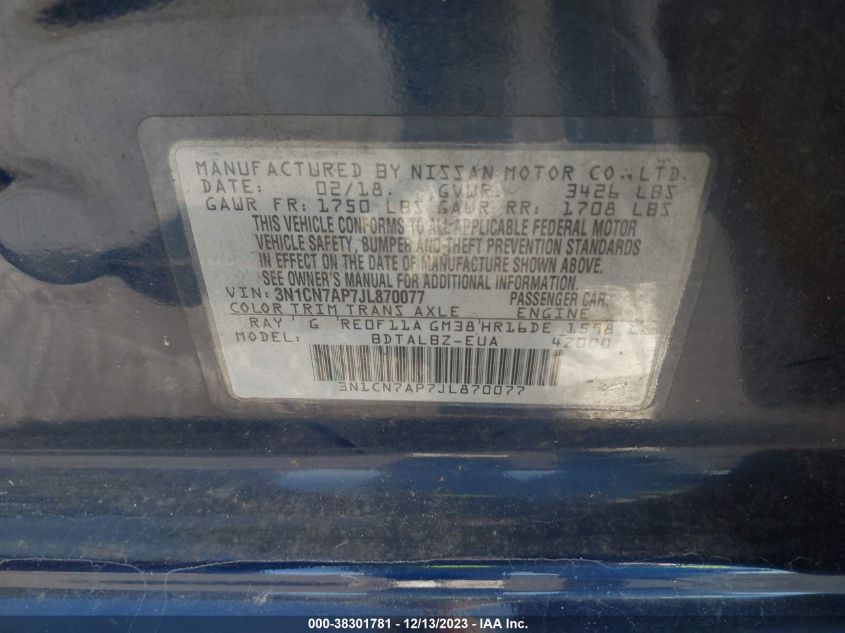 MANUFACTURED BY NISSAN MOTOR CO., LTD.
DATE: 02/18. GVWR: 3426 LBS
GAWR FR: 1750 LBS GAWR RR: 1708 LBS
THIS VEHICLE CONFORMS TO ALL APPLICABLE FEDERAL MOTOR
VEHICLE SAFETY, BUMPER AND THEFT PREVENTION STANDARDS
IN EFFECT ON THE DATE OF MANUFACTURE SHOWN ABOVE.
SEE OWNER'S MANUAL FOR ADDITIONAL INFORMATION.
VIN: 3N1CN7AP7JL870077 PASSENGER CAR.
COLOR TRIM TRANS AXLE ENGINE
RAY G RE0F11A GM38 HR16DE 1598
MODEL: BDTALBZ-EUA 4Z000
3N1CN7AP7JL870077
000-38301781 - 12/13/2023 - IAA Inc.